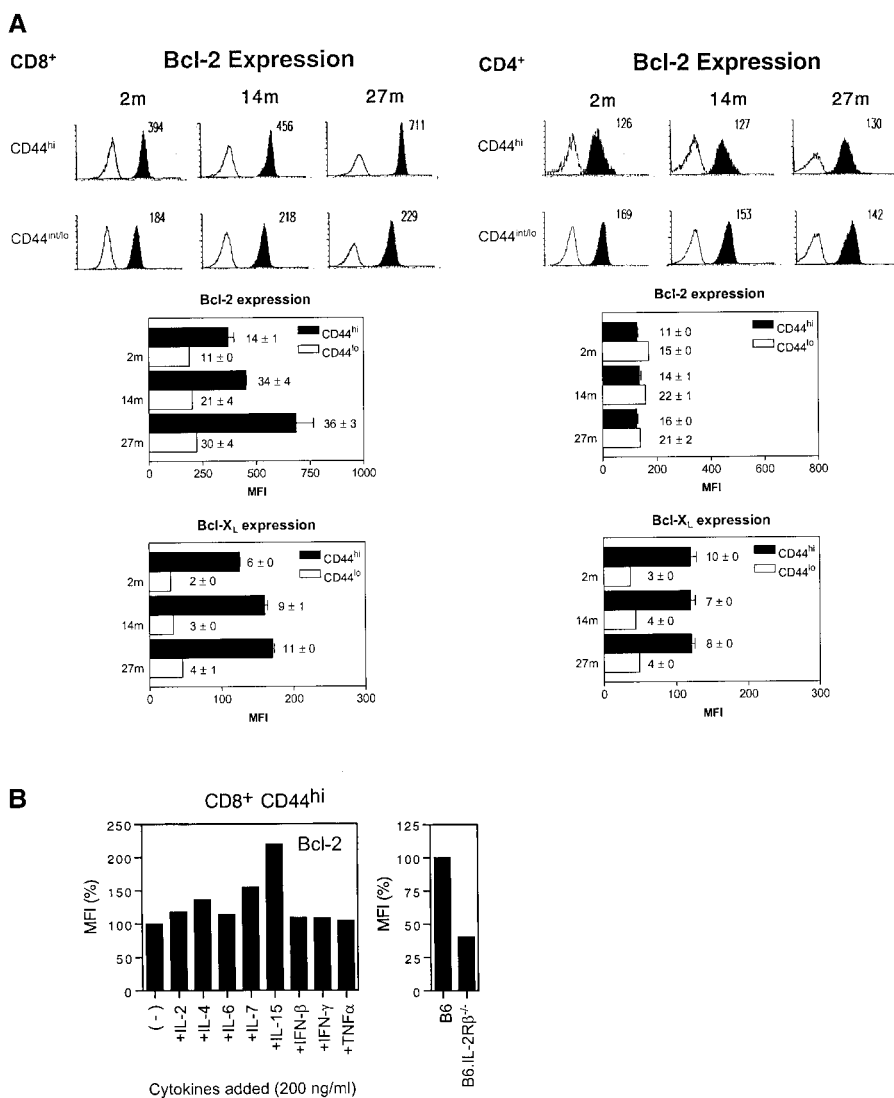 A
CD8+ Bcl-2 Expression
2m 14m 27m
CD44hi 394 456 711
CD44int/lo 184 218 229
Bcl-2 expression
CD44hi
CD44lo
14 ± 1
2m 11 ± 0
34 ± 4
14m 21 ± 4
36 ± 3
27m 30 ± 4
0 250 500 750 1000
MFI
Bcl-XL expression
CD44hi
CD44lo
6 ± 0
2m 2 ± 0
9 ± 1
14m 3 ± 0
11 ± 0
27m 4 ± 1
0 100 200 300
MFI
CD4+ Bcl-2 Expression
2m 14m 27m
CD44hi 126 127 130
CD44int/lo 169 153 142
Bcl-2 expression
CD44hi
CD44lo
11 ± 0
2m 15 ± 0
14 ± 1
14m 22 ± 1
16 ± 0
27m 21 ± 2
0 200 400 600 800
MFI
Bcl-XL expression
CD44hi
CD44lo
10 ± 0
2m 3 ± 0
7 ± 0
14m 4 ± 0
8 ± 0
27m 4 ± 0
0 100 200 300
MFI
B
CD8+ CD44hi
Bcl-2
MFI (%)
250
200
150
100
50
0
(-)
+IL-2
+IL-4
+IL-6
+IL-7
+IL-15
+IFN-β
+IFN-γ
+TNFα
Cytokines added (200 ng/ml)
MFI (%)
125
100
75
50
25
0
B6
B6.IL-2Rβ-/-